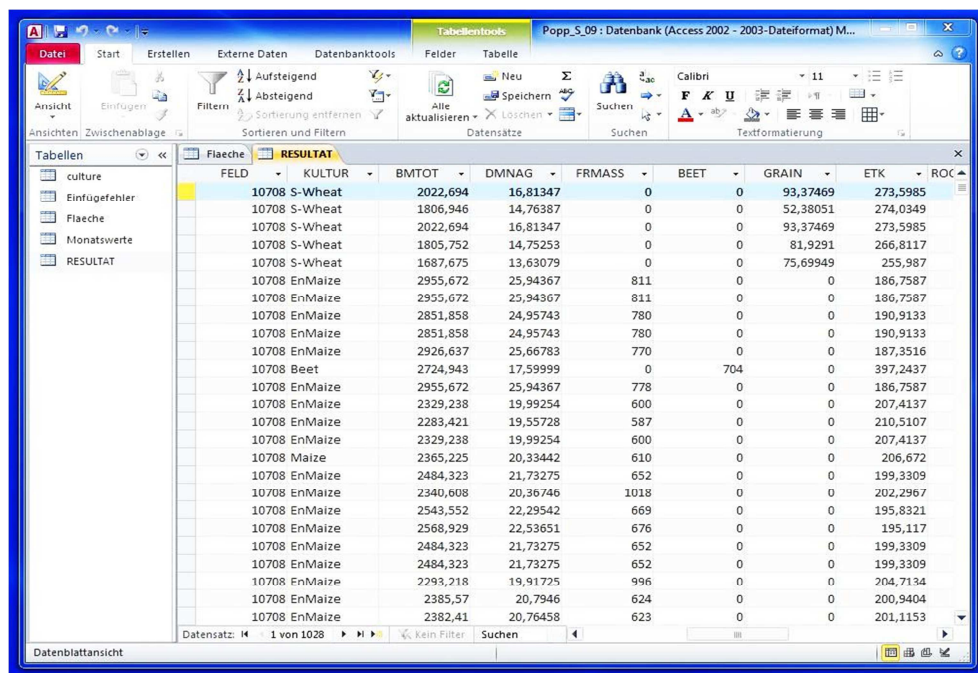 Tabellentools
Popp_S_09 : Datenbank (Access 2002 - 2003-Dateiformat) M...
Datei Start Erstellen Externe Daten Datenbanktools Felder Tabelle
Aufsteigend Neu Calibri 11
Absteigend Speichern F K U
Ansicht Einfügen Filtern Sortierung entfernen Alle aktualisieren Löschen Suchen
Ansichten Zwischenablage Sortieren und Filtern Datensätze Suchen Textformatierung
Tabellen « Flaeche RESULTAT
culture
Einfügefehler
Flaeche
Monatswerte
RESULTAT
FELD KULTUR BMTOT DMNAG FRMASS BEET GRAIN ETK ROC
10708 S-Wheat 2022,694 16,81347 0 0 93,37469 273,5985
10708 S-Wheat 1806,946 14,76387 0 0 52,38051 274,0349
10708 S-Wheat 2022,694 16,81347 0 0 93,37469 273,5985
10708 S-Wheat 1805,752 14,75253 0 0 81,9291 266,8117
10708 S-Wheat 1687,675 13,63079 0 0 75,69949 255,987
10708 EnMaize 2955,672 25,94367 811 0 0 186,7587
10708 EnMaize 2955,672 25,94367 811 0 0 186,7587
10708 EnMaize 2851,858 24,95743 780 0 0 190,9133
10708 EnMaize 2851,858 24,95743 780 0 0 190,9133
10708 EnMaize 2926,637 25,66783 770 0 0 187,3516
10708 Beet 2724,943 17,59999 0 704 0 397,2437
10708 EnMaize 2955,672 25,94367 778 0 0 186,7587
10708 EnMaize 2329,238 19,99254 600 0 0 207,4137
10708 EnMaize 2283,421 19,55728 587 0 0 210,5107
10708 EnMaize 2329,238 19,99254 600 0 0 207,4137
10708 Maize 2365,225 20,33442 610 0 0 206,672
10708 EnMaize 2484,323 21,73275 652 0 0 199,3309
10708 EnMaize 2340,608 20,36746 1018 0 0 202,2967
10708 EnMaize 2543,552 22,29542 669 0 0 195,8321
10708 EnMaize 2568,929 22,53651 676 0 0 195,117
10708 EnMaize 2484,323 21,73275 652 0 0 199,3309
10708 EnMaize 2484,323 21,73275 652 0 0 199,3309
10708 EnMaize 2293,218 19,91725 996 0 0 204,7134
10708 EnMaize 2385,57 20,7946 624 0 0 200,9404
10708 EnMaize 2382,41 20,76458 623 0 0 201,1153
Datensatz: 1 von 1028 Kein Filter Suchen
Datenblattansicht